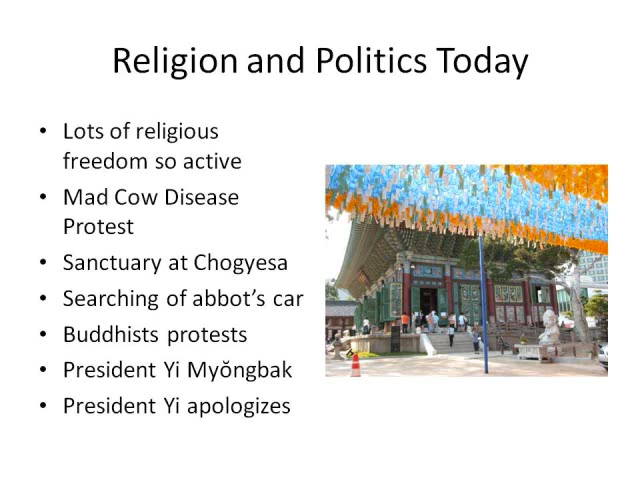 Religion and Politics Today
• Lots of religious
freedom so active
• Mad Cow Disease
Protest
• Sanctuary at Chogyesa
• Searching of abbot's car
• Buddhists protests
• President Yi Myŏngbak
• President Yi apologizes